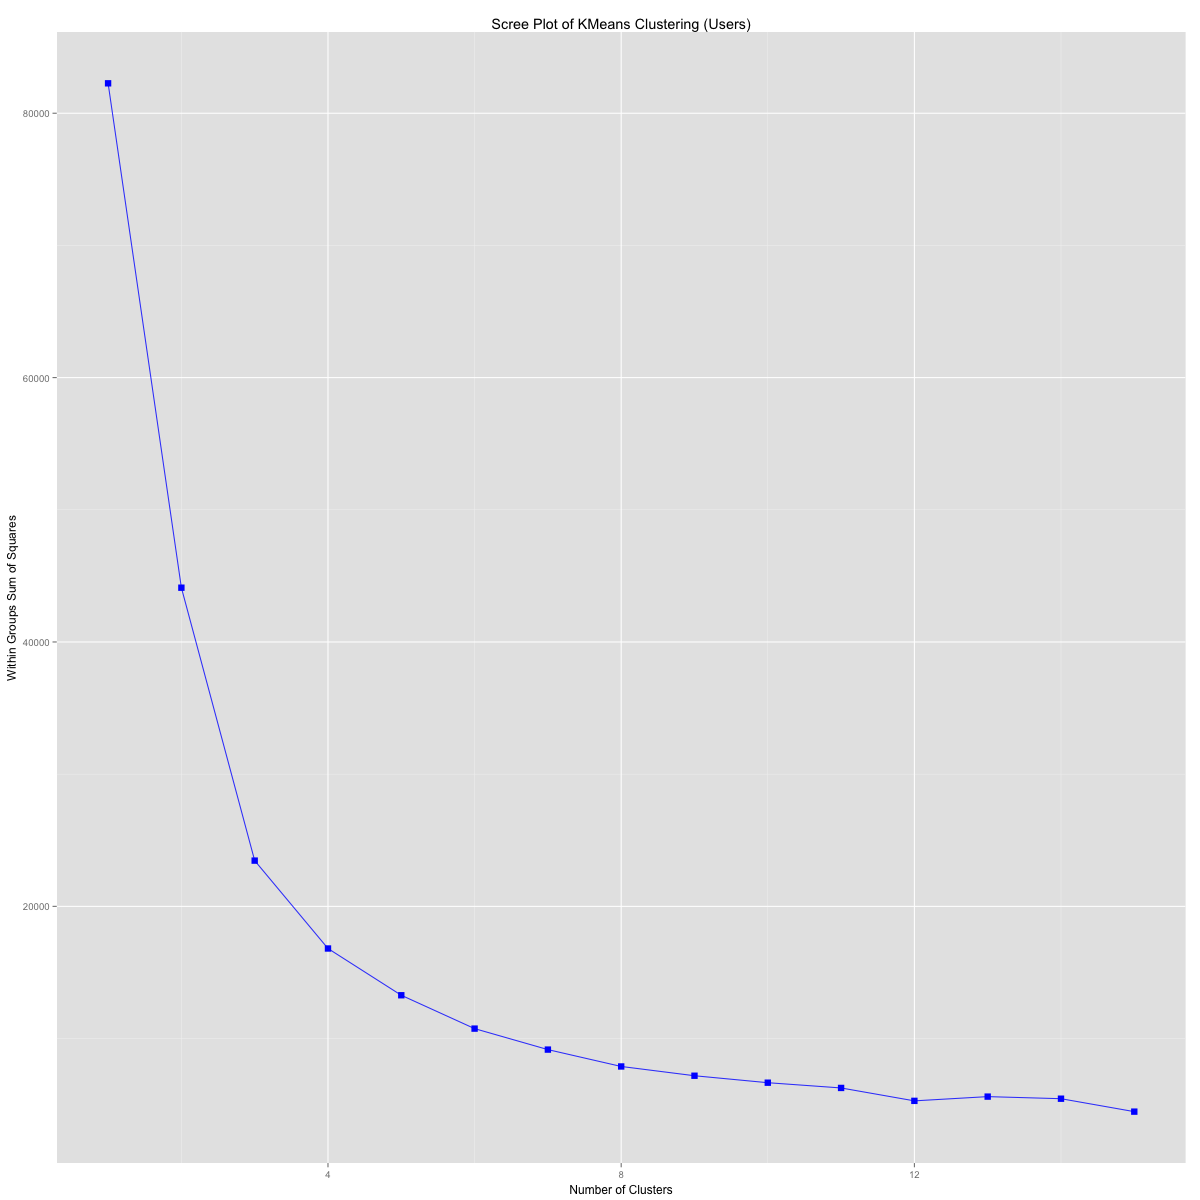 Scree Plot of KMeans Clustering (Users)
Within Groups Sum of Squares
80000
60000
40000
20000
4
8
12
Number of Clusters